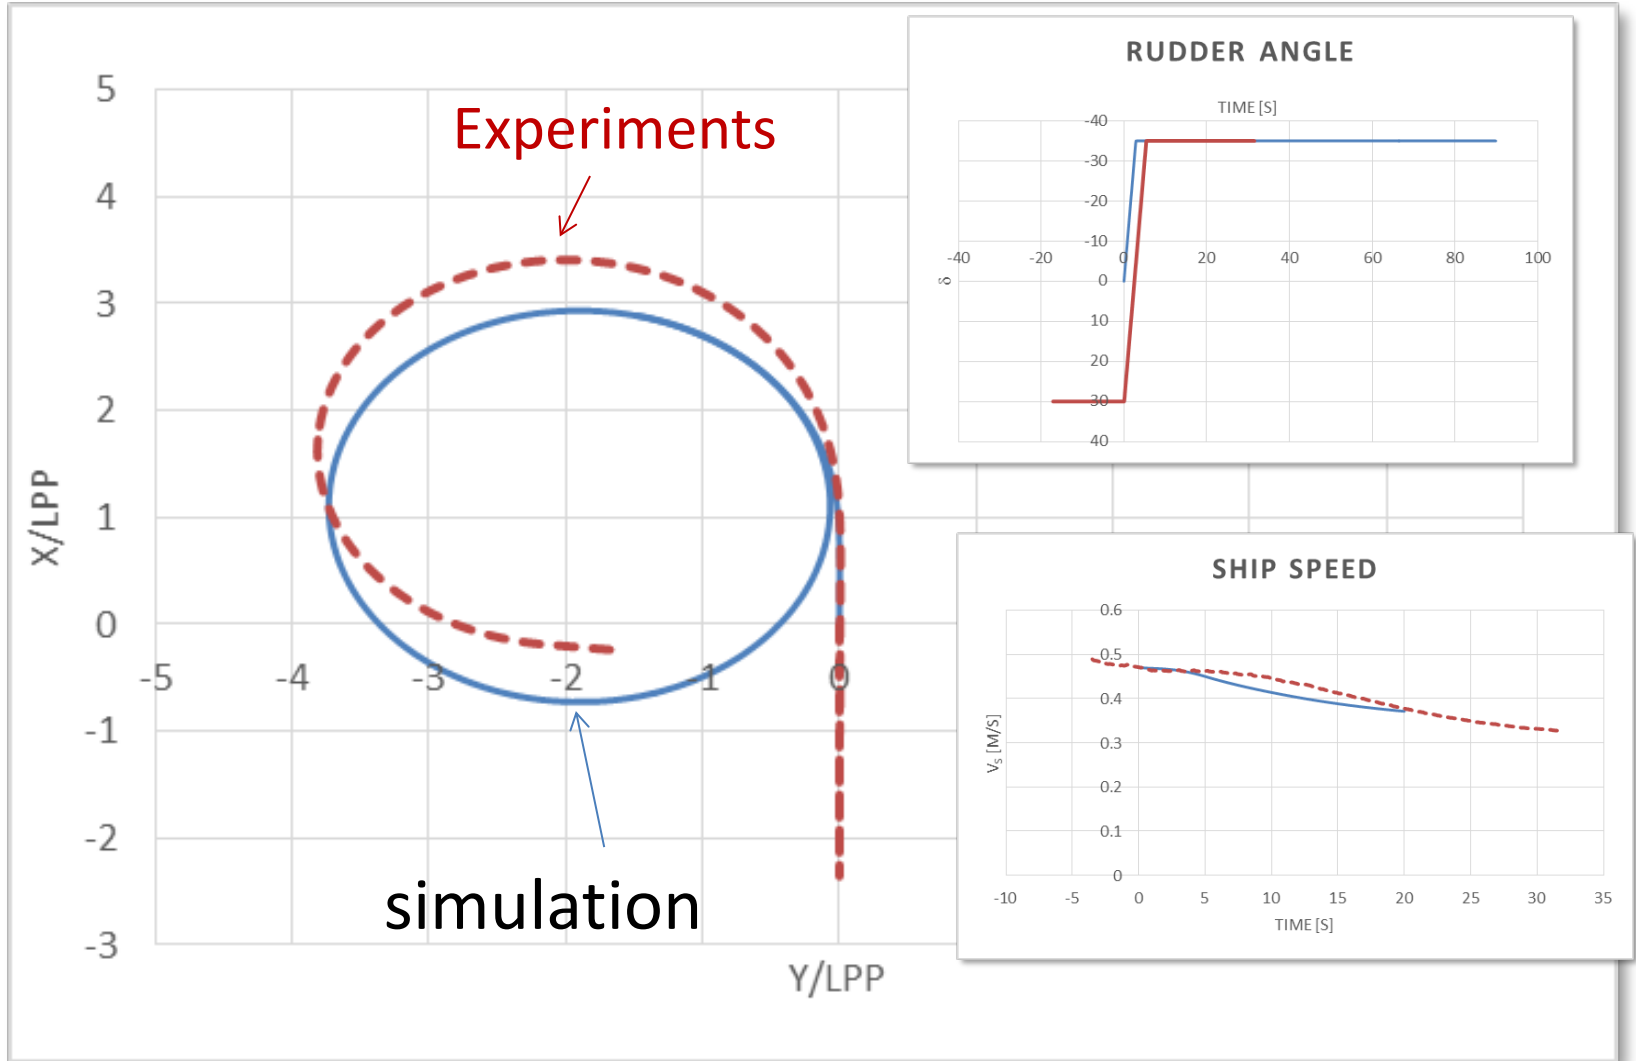 5
4
3
2
1
0
-1
-2
-3
-5 -4 -3 -2 -1 0
X/LPP
Y/LPP
Experiments
simulation
RUDDER ANGLE
TIME [S]
-40
-30
-20
-10
0
10
20
30
40
-40 -20 0 20 40 60 80 100
δ
SHIP SPEED
0.6
0.5
0.4
0.3
0.2
0.1
0
-10 -5 0 5 10 15 20 25 30 35
VS [M/S]
TIME [S]